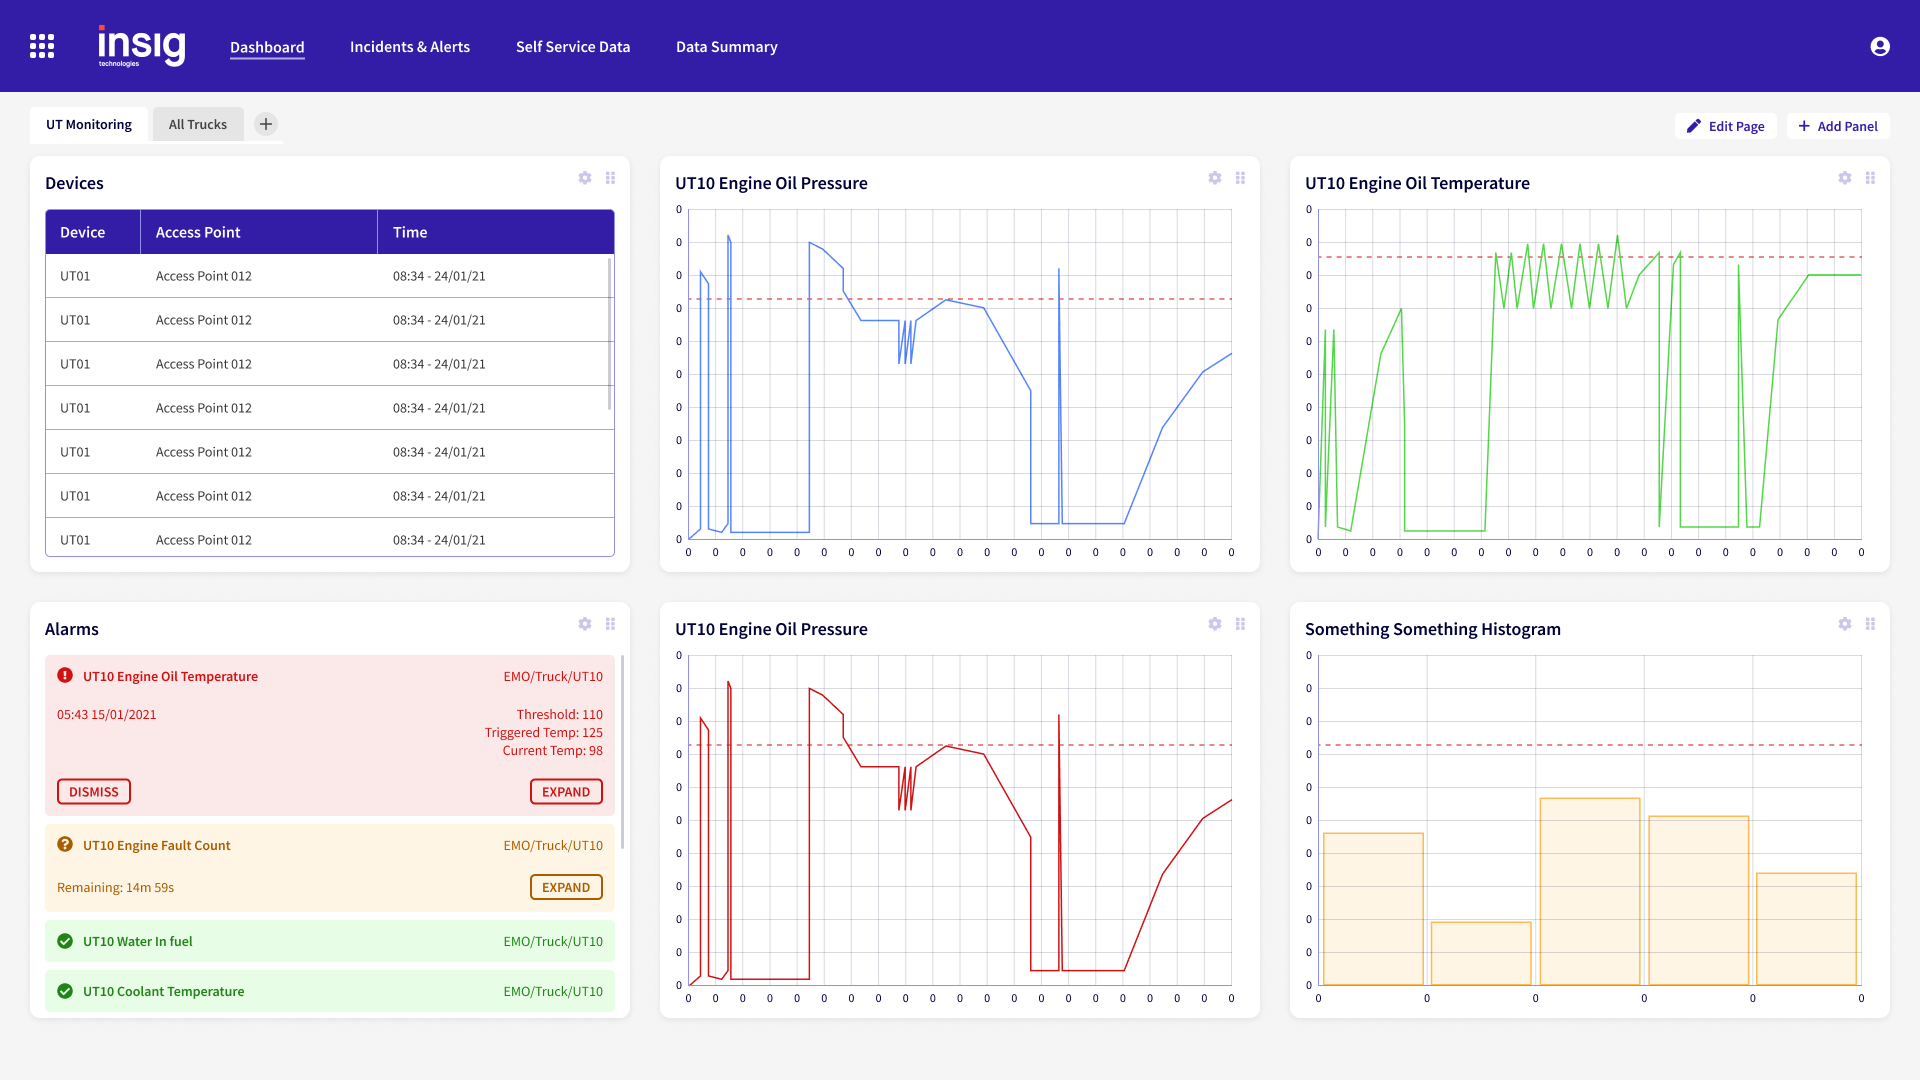 insig
technologies
Dashboard
Incidents & Alerts
Self Service Data
Data Summary
UT Monitoring
All Trucks
Edit Page
Add Panel
Devices
Device Access Point Time
UT01 Access Point 012 08:34 - 24/01/21
UT01 Access Point 012 08:34 - 24/01/21
UT01 Access Point 012 08:34 - 24/01/21
UT01 Access Point 012 08:34 - 24/01/21
UT01 Access Point 012 08:34 - 24/01/21
UT01 Access Point 012 08:34 - 24/01/21
UT01 Access Point 012 08:34 - 24/01/21
UT10 Engine Oil Pressure
0
0
0
0
0
0
0
0
0
0
0
0 0 0 0 0 0 0 0 0 0 0 0 0 0 0 0 0 0 0 0 0
UT10 Engine Oil Temperature
0
0
0
0
0
0
0
0
0
0
0
0 0 0 0 0 0 0 0 0 0 0 0 0 0 0 0 0 0 0 0 0
Alarms
UT10 Engine Oil Temperature EMO/Truck/UT10
05:43 15/01/2021 Threshold: 110
Triggered Temp: 125
Current Temp: 98
DISMISS EXPAND
UT10 Engine Fault Count EMO/Truck/UT10
Remaining: 14m 59s EXPAND
UT10 Water In fuel EMO/Truck/UT10
UT10 Coolant Temperature EMO/Truck/UT10
UT10 Engine Oil Pressure
0
0
0
0
0
0
0
0
0
0
0
0 0 0 0 0 0 0 0 0 0 0 0 0 0 0 0 0 0 0 0 0
Something Something Histogram
0
0
0
0
0
0
0
0
0
0
0
0 0 0 0 0 0